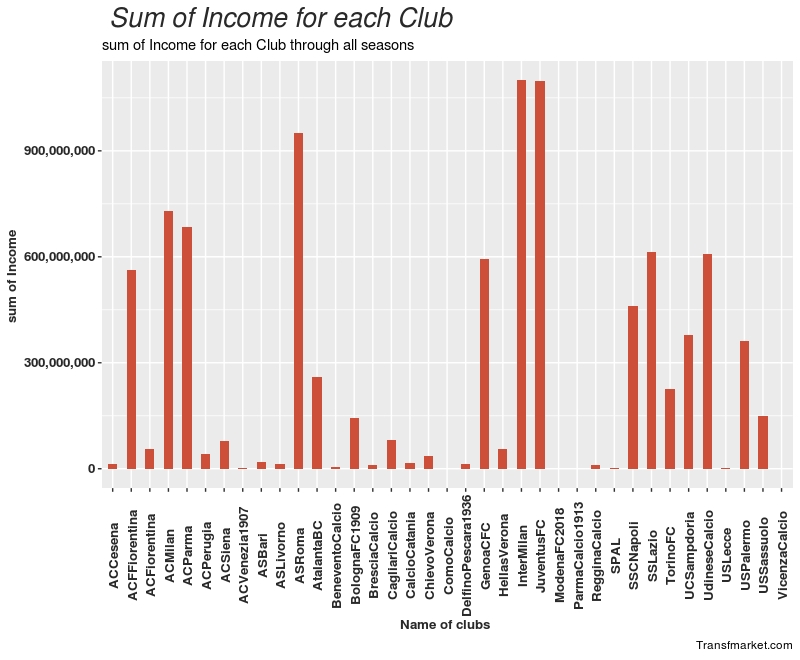 Sum of Income for each Club
sum of Income for each Club through all seasons
900,000,000
600,000,000
300,000,000
0
sum of Income
ACCesena
ACFFiorentina
ACFiorentina
ACMilan
ACParma
ACPerugia
ACSiena
ACVenezia1907
ASBari
ASLivorno
ASRoma
AtalantaBC
BeneventoCalcio
BolognaFC1909
BresciaCalcio
CagliariCalcio
CalcioCatania
ChievoVerona
ComoCalcio
DelfinoPescara1936
GenoaCFC
HellasVerona
InterMilan
JuventusFC
ModenaFC2018
ParmaCalcio1913
RegginaCalcio
SPAL
SSCNapoli
SSLazio
TorinoFC
UCSampdoria
UdineseCalcio
USLecce
USPalermo
USSassuolo
VicenzaCalcio
Name of clubs
Transfmarket.com